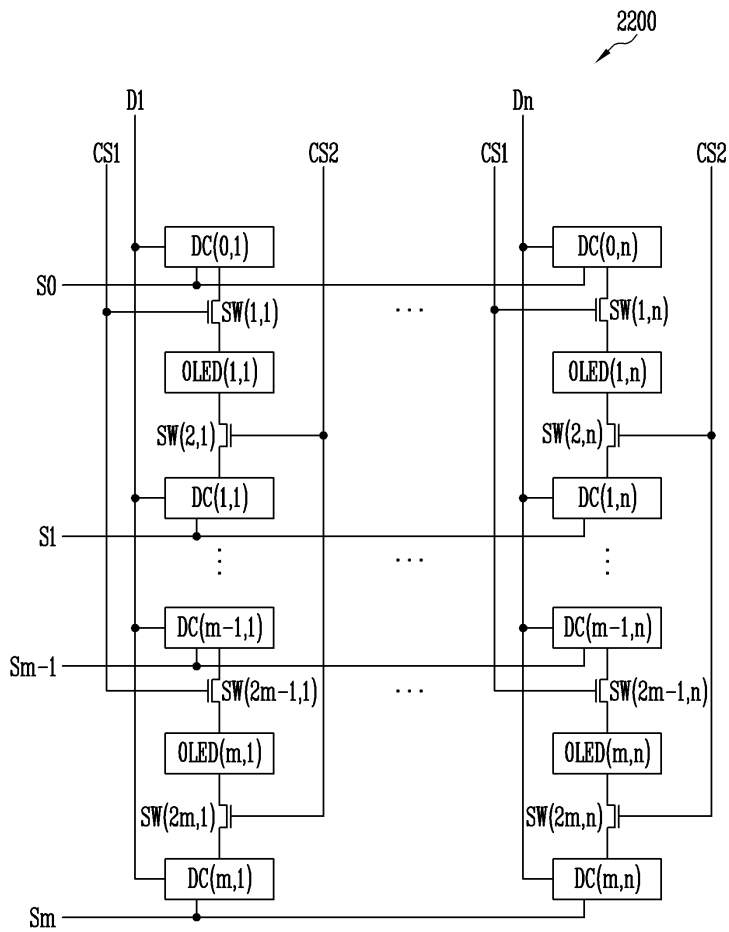 2200
D1 Dn
CS1 CS2 CS1 CS2
DC(0,1) DC(0,n)
S0
SW(1,1) ... SW(1,n)
OLED(1,1) OLED(1,n)
SW(2,1) SW(2,n)
DC(1,1) DC(1,n)
S1
...
DC(m-1,1) DC(m-1,n)
Sm-1
SW(2m-1,1) ... SW(2m-1,n)
OLED(m,1) OLED(m,n)
SW(2m,1) SW(2m,n)
DC(m,1) DC(m,n)
Sm